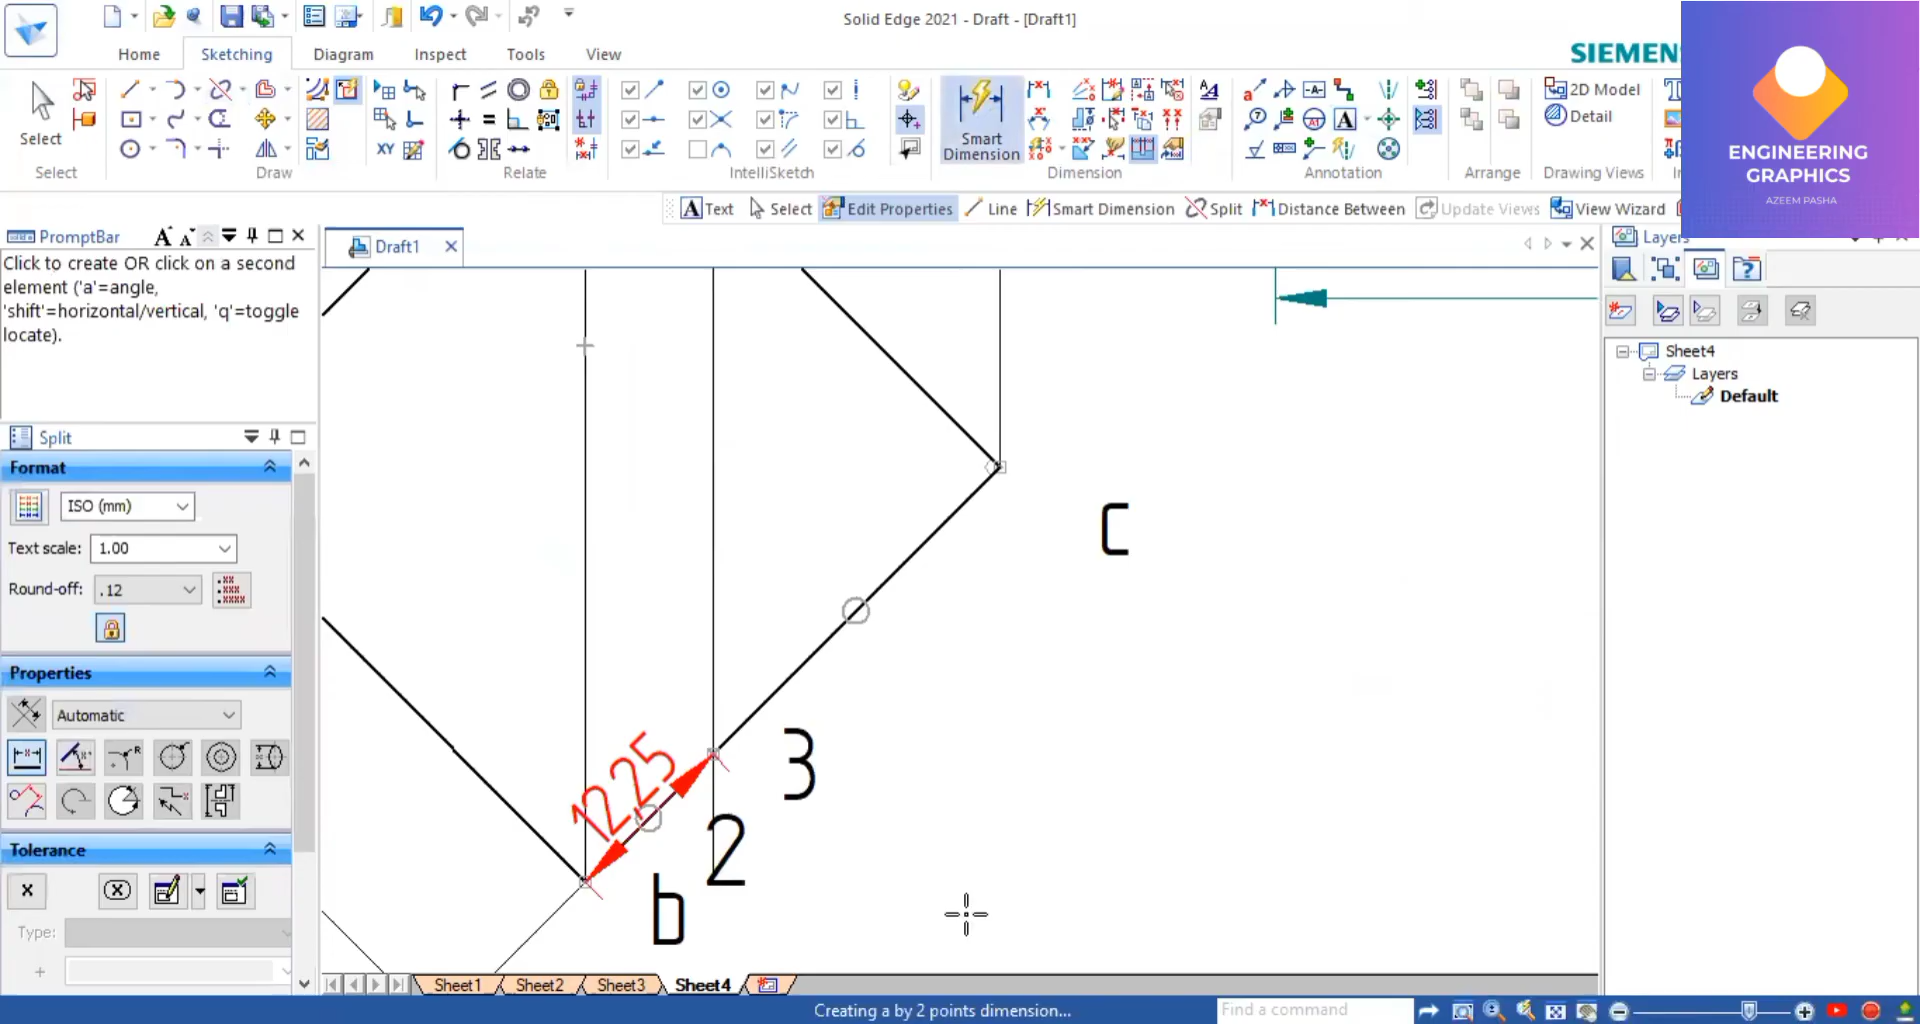 Solid Edge 2021 - Draft - [Draft1]
Home
Sketching
Diagram
Inspect
Tools
View
SIEMENS
ENGINEERING
GRAPHICS
AZEEM PASHA
Select
Smart
Dimension
XY
2D Model
Detail
Select
Draw
Relate
IntelliSketch
Dimension
Annotation
Arrange
Drawing Views
Text
Select
Edit Properties
Line
Smart Dimension
Split
Distance Between
Update Views
View Wizard
PromptBar
Draft1
Layers
Click to create OR click on a second
element ('a'=angle,
'shift'=horizontal/vertical, 'q'=toggle
locate).
Sheet4
Layers
Default
Split
Format
ISO (mm)
Text scale:
1.00
Round-off:
.12
Properties
Automatic
Tolerance
Type:
c
12,25
3
2
b
Sheet1
Sheet2
Sheet3
Sheet4
Creating a by 2 points dimension...
Find a command